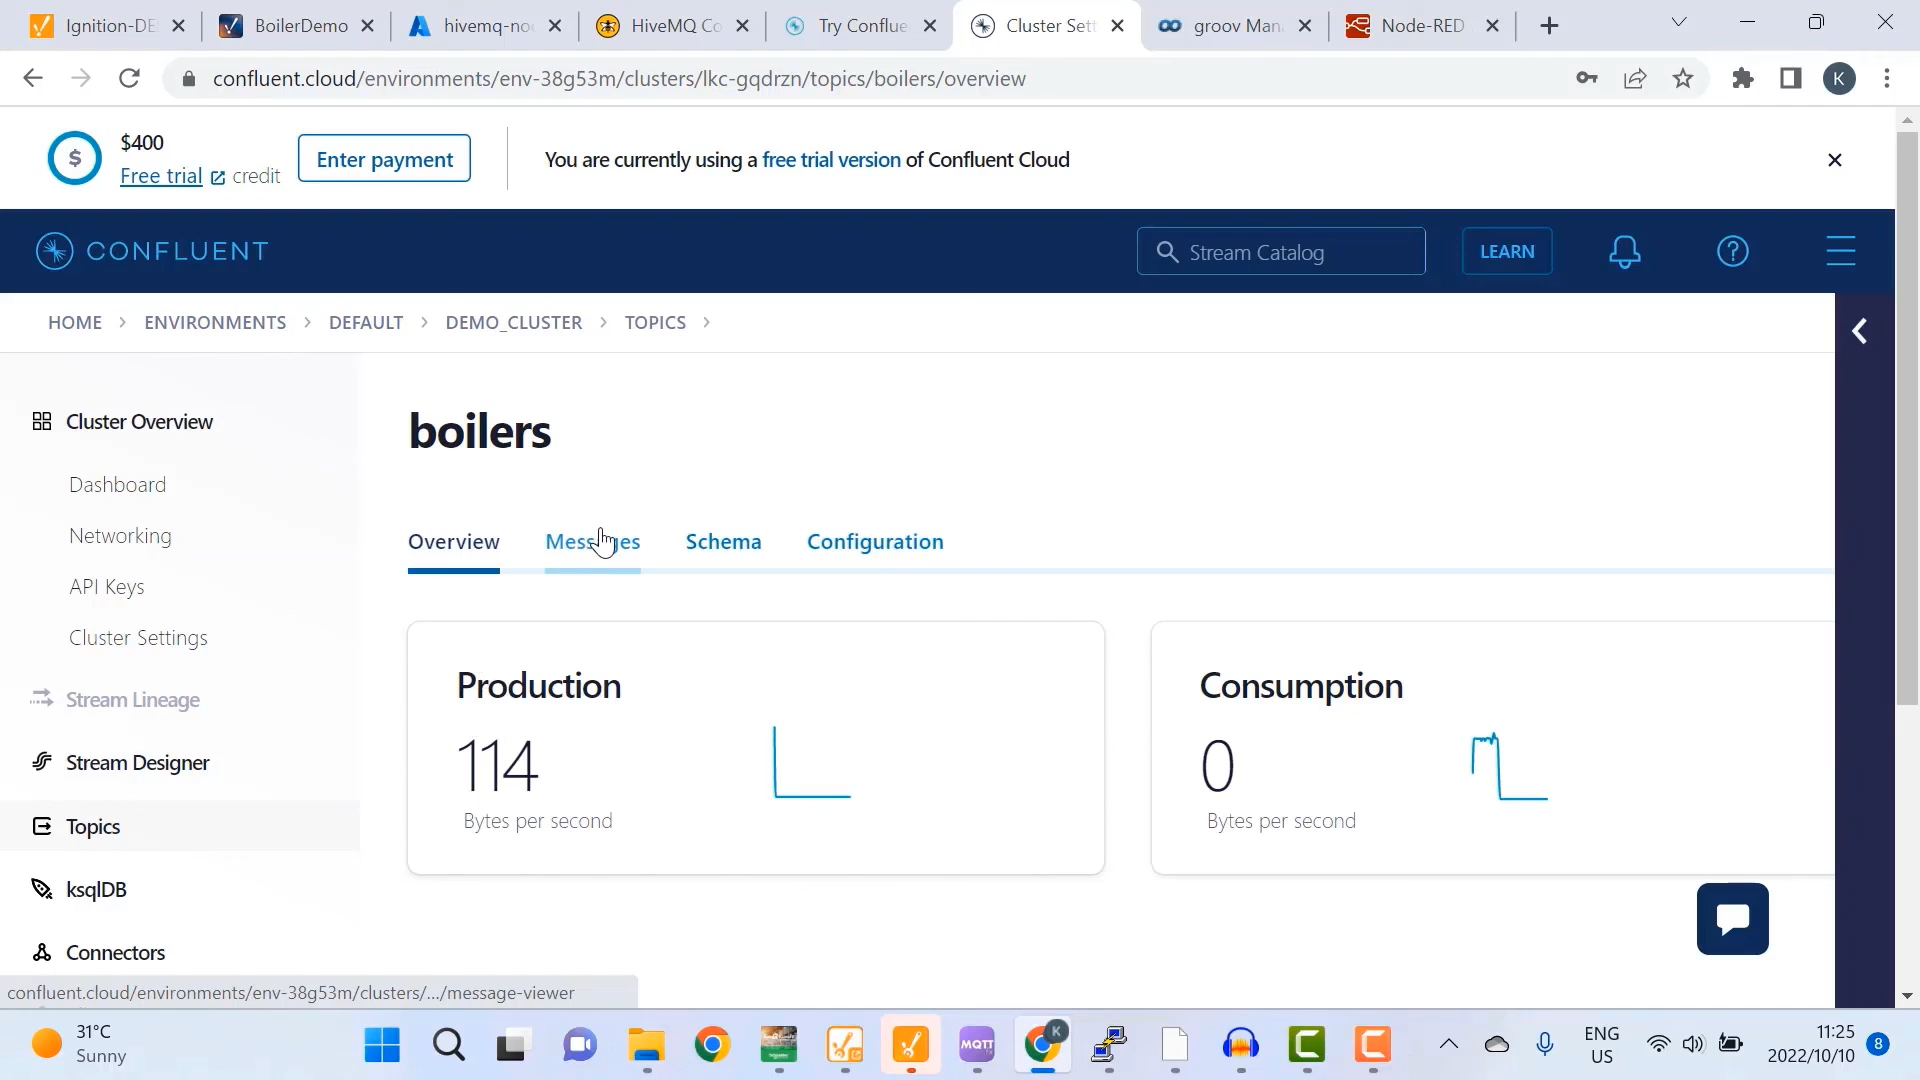 Ignition-DE
BoilerDemo
hivemq-no
HiveMQ Co
Try Conflue
Cluster Sett
groov Man
Node-RED
confluent.cloud/environments/env-38g53m/clusters/lkc-gqdrzn/topics/boilers/overview
K
$
$400
Free trial credit
Enter payment
You are currently using a free trial version of Confluent Cloud
CONFLUENT
Stream Catalog
LEARN
?
HOME > ENVIRONMENTS > DEFAULT > DEMO_CLUSTER > TOPICS >
Cluster Overview
Dashboard
Networking
API Keys
Cluster Settings
Stream Lineage
Stream Designer
Topics
ksqlDB
Connectors
boilers
Overview
Messages
Schema
Configuration
Production
114
Bytes per second
Consumption
0
Bytes per second
confluent.cloud/environments/env-38g53m/clusters/.../message-viewer
31°C
Sunny
MQTT
K
ENG
US
11:25
2022/10/10
8